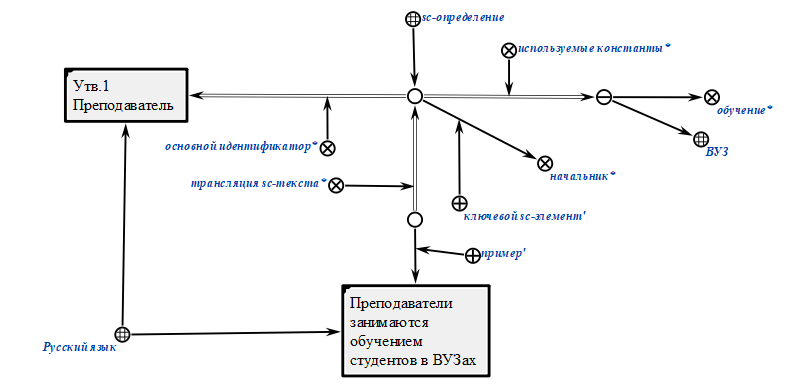 sc-определение
используемые константы*
Утв.1
Преподаватель
обучение*
основной идентификатор*
ВУЗ
начальник*
трансляция sc-текста*
ключевой sc-элемент'
пример'
Преподаватели
занимаются
обучением
студентов в ВУЗах
Русский язык